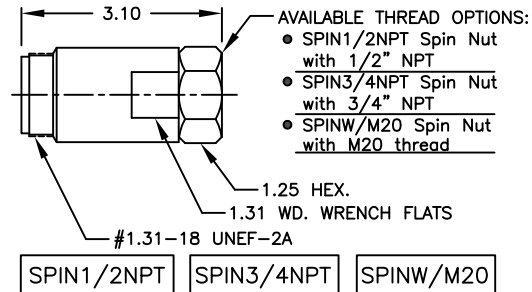 3.10
AVAILABLE THREAD OPTIONS:
● SPIN1/2NPT Spin Nut
with 1/2" NPT
● SPIN3/4NPT Spin Nut
with 3/4" NPT
● SPINW/M20 Spin Nut
with M20 thread
1.25 HEX.
1.31 WD. WRENCH FLATS
#1.31-18 UNEF-2A
SPIN1/2NPT
SPIN3/4NPT
SPINW/M20